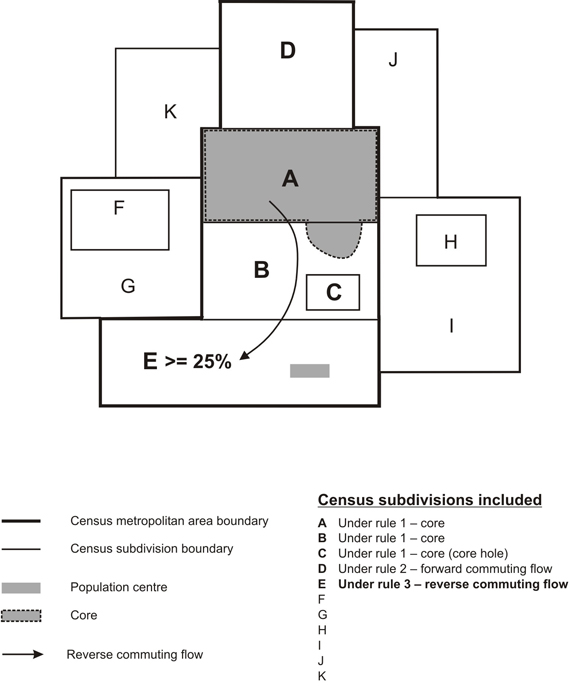 D
J
K
A
F
B
H
G
C
I
E >= 25%
Census metropolitan area boundary
Census subdivision boundary
Population centre
Core
Reverse commuting flow
Census subdivisions included
A Under rule 1 – core
B Under rule 1 – core
C Under rule 1 – core (core hole)
D Under rule 2 – forward commuting flow
E Under rule 3 – reverse commuting flow
F
G
H
I
J
K